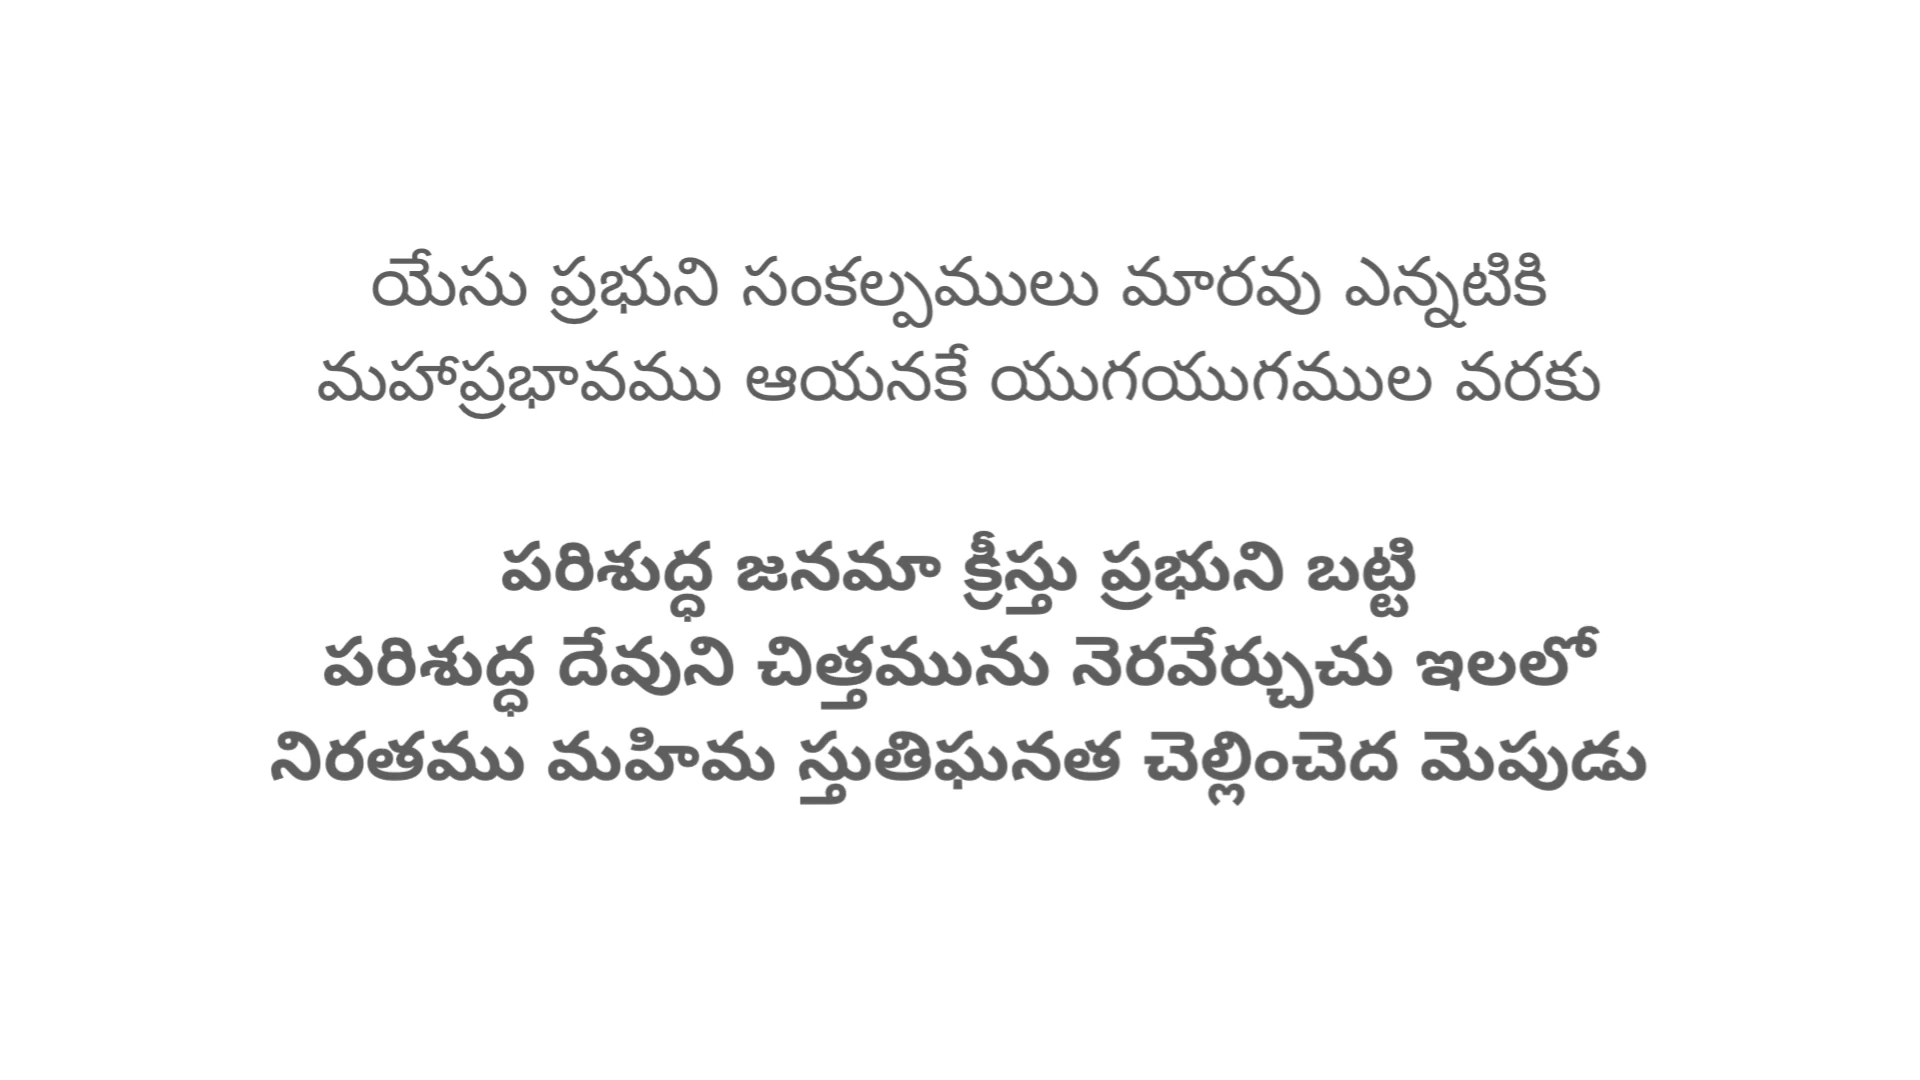 యేసు ప్రభుని సంకల్పములు మారవు ఎన్నటికి
మహాప్రభావము ఆయనకే యుగయుగముల వరకు
పరిశుద్ధ జనమా క్రీస్తు ప్రభుని బట్టి
పరిశుద్ధ దేవుని చిత్తమును నెరవేర్చుచు ఇలలో
నిరతము మహిమ స్తుతిఘనత చెల్లించెద మెపుడు